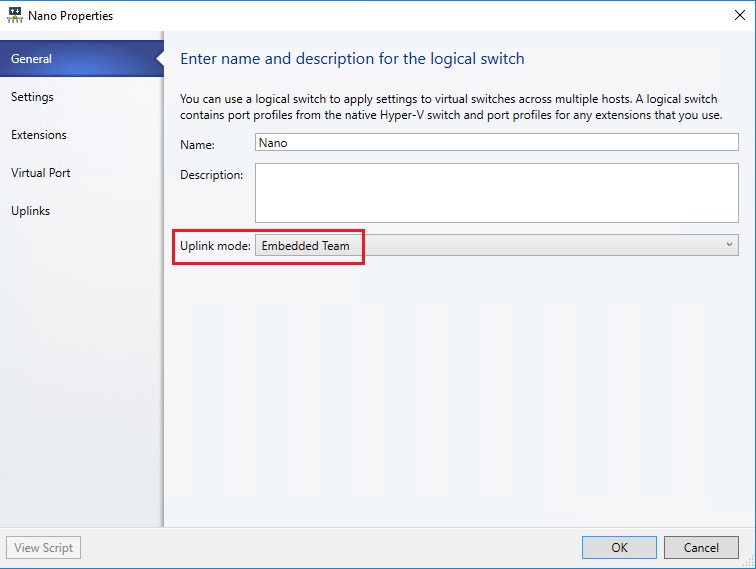 Nano Properties
General
Settings
Extensions
Virtual Port
Uplinks
Enter name and description for the logical switch
You can use a logical switch to apply settings to virtual switches across multiple hosts. A logical switch
contains port profiles from the native Hyper-V switch and port profiles for any extensions that you use.
Name: Nano
Description:
Uplink mode: Embedded Team
View Script
OK
Cancel